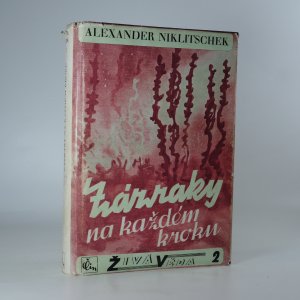 ALEXANDER NIKLITSCHEK
Zázraky
na každém
kroku
ŽIVÁ VĚDA 2